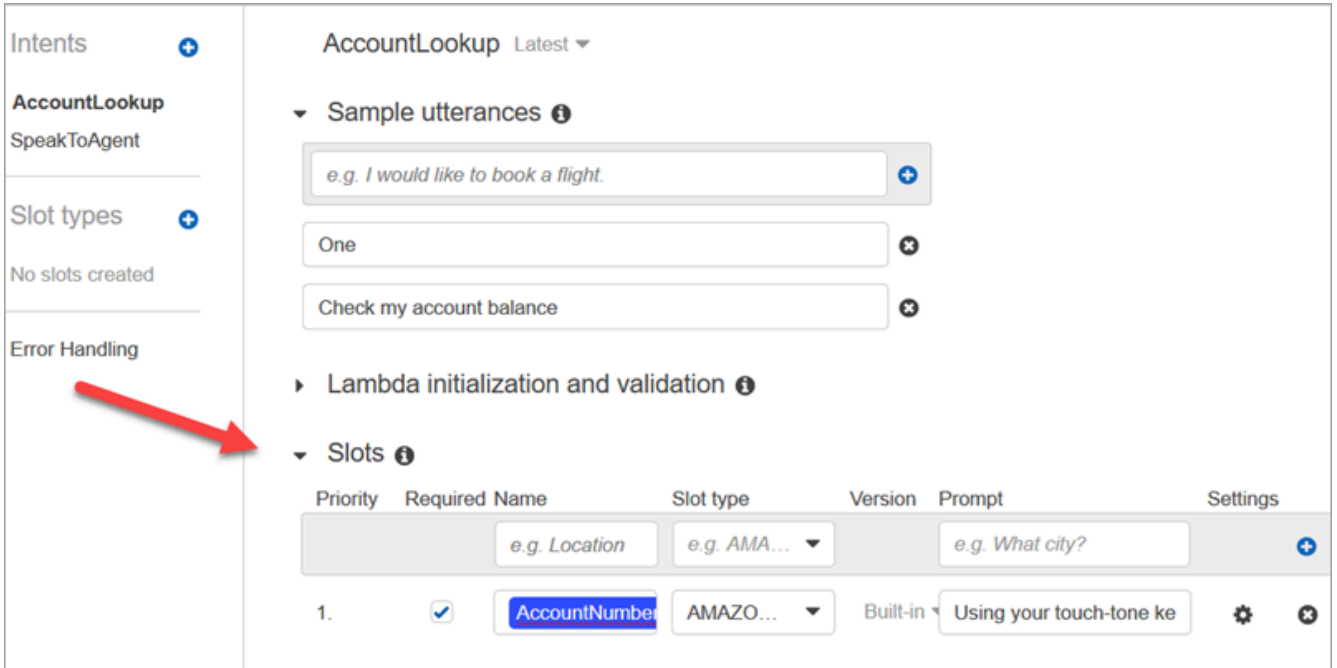 Intents
AccountLookup
SpeakToAgent
Slot types
No slots created
Error Handling
AccountLookup Latest
Sample utterances
e.g. I would like to book a flight.
One
Check my account balance
Lambda initialization and validation
Slots
Priority Required Name Slot type Version Prompt Settings
e.g. Location e.g. AMA... e.g. What city?
1. AccountNumber AMAZO... Built-in Using your touch-tone ke